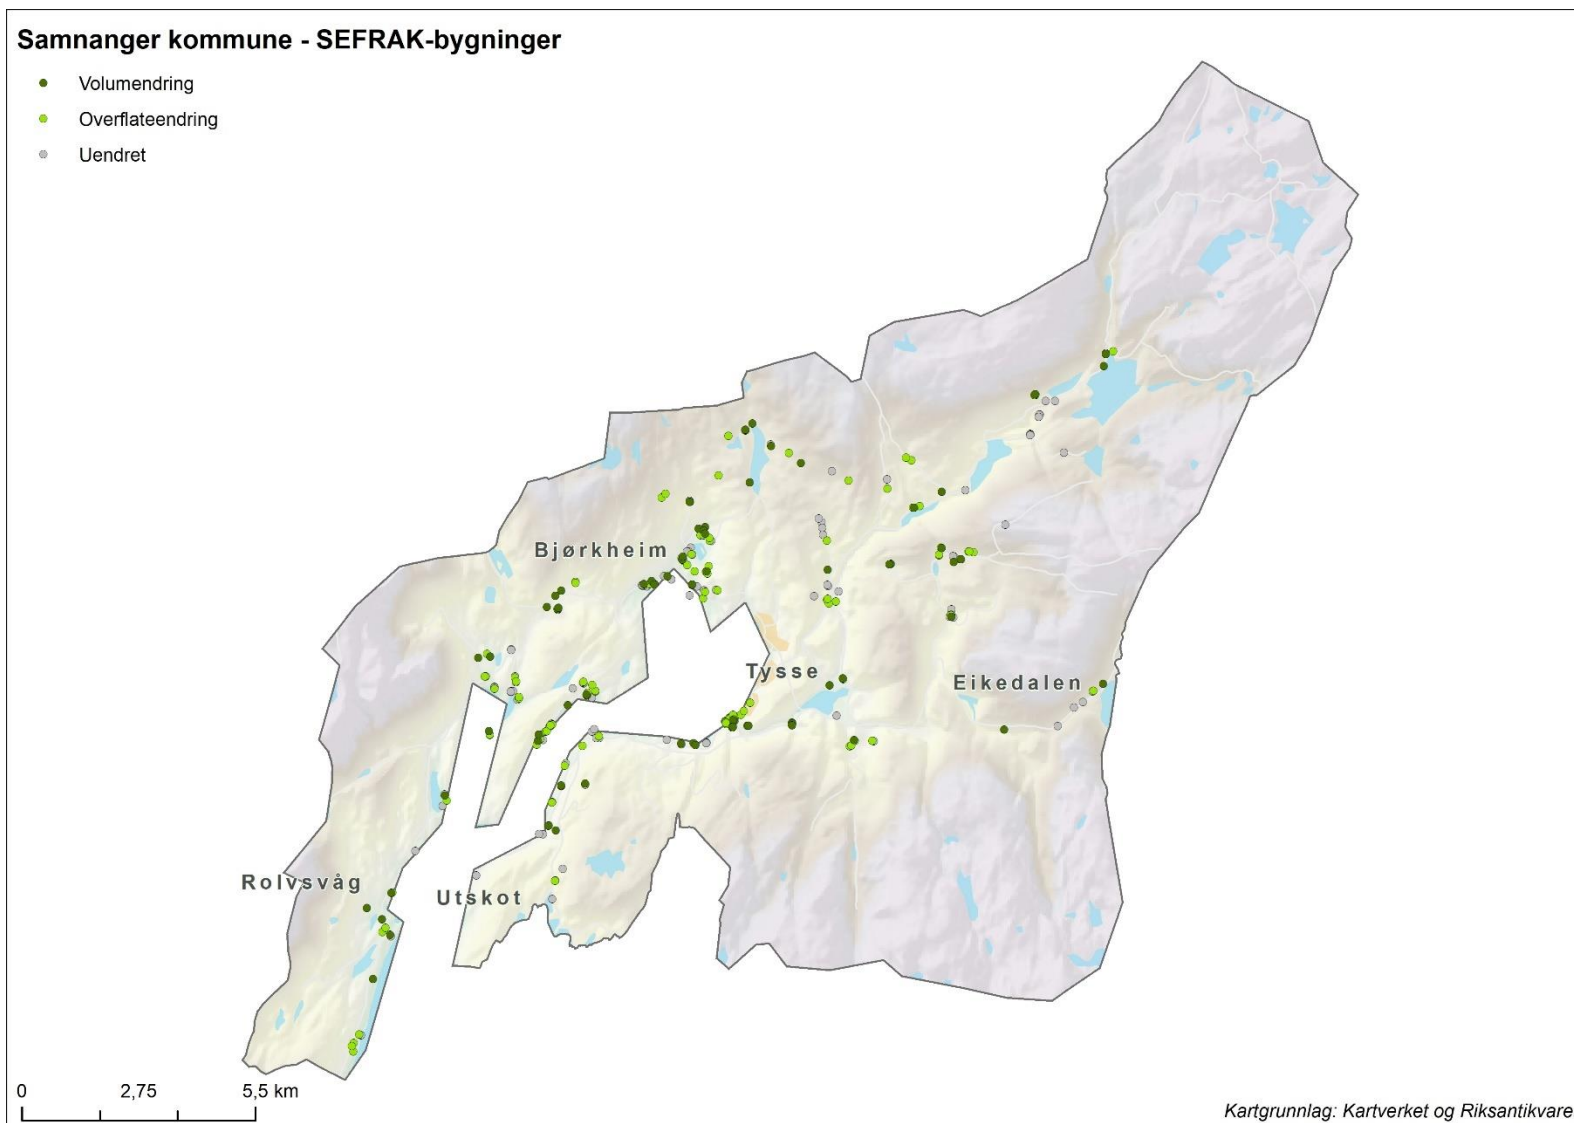 Samnanger kommune - SEFRAK-bygninger
Volumendring
Overflateendring
Uendret
Bjørkheim
Tysse
Eikedalen
Rolvsvåg
Utskot
0 2,75 5,5 km
Kartgrunnlag: Kartverket og Riksantikvare